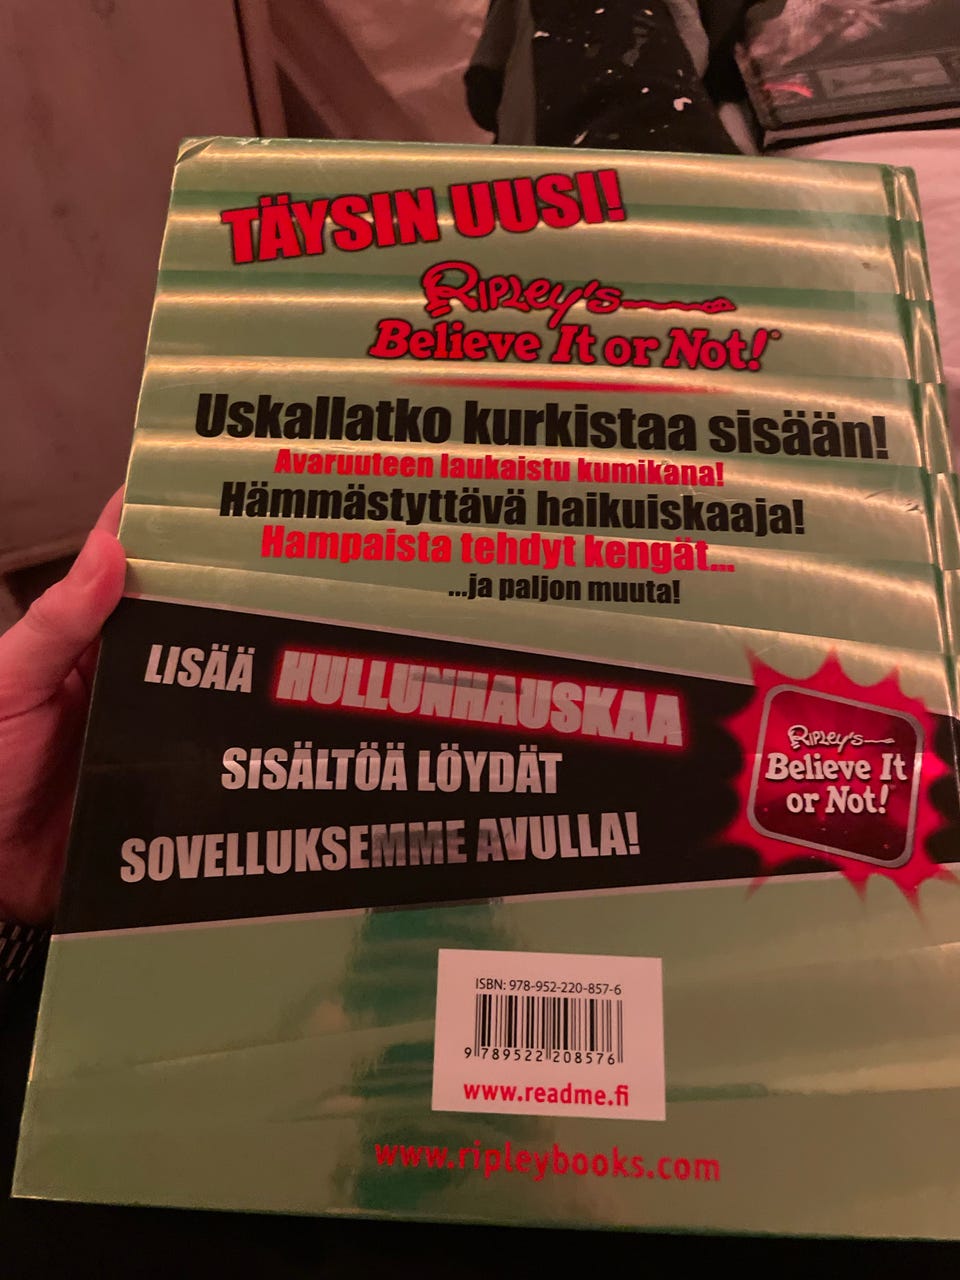 TÄYSIN UUSI!
Ripley's
Believe It or Not!®
Uskallatko kurkistaa sisään!
Avaruuteen laukaistu kumikana!
Hämmästyttävä haikuiskaaja!
Hampaista tehdyt kengät...
...ja paljon muuta!
LISÄÄ HULLUNHAUSKAA
SISÄLTÖÄ LÖYDÄT
SOVELLUKSEMME AVULLA!
Ripley's
Believe It
or Not!
ISBN: 978-952-220-857-6
9 789522 208576
www.readme.fi
www.ripleybooks.com